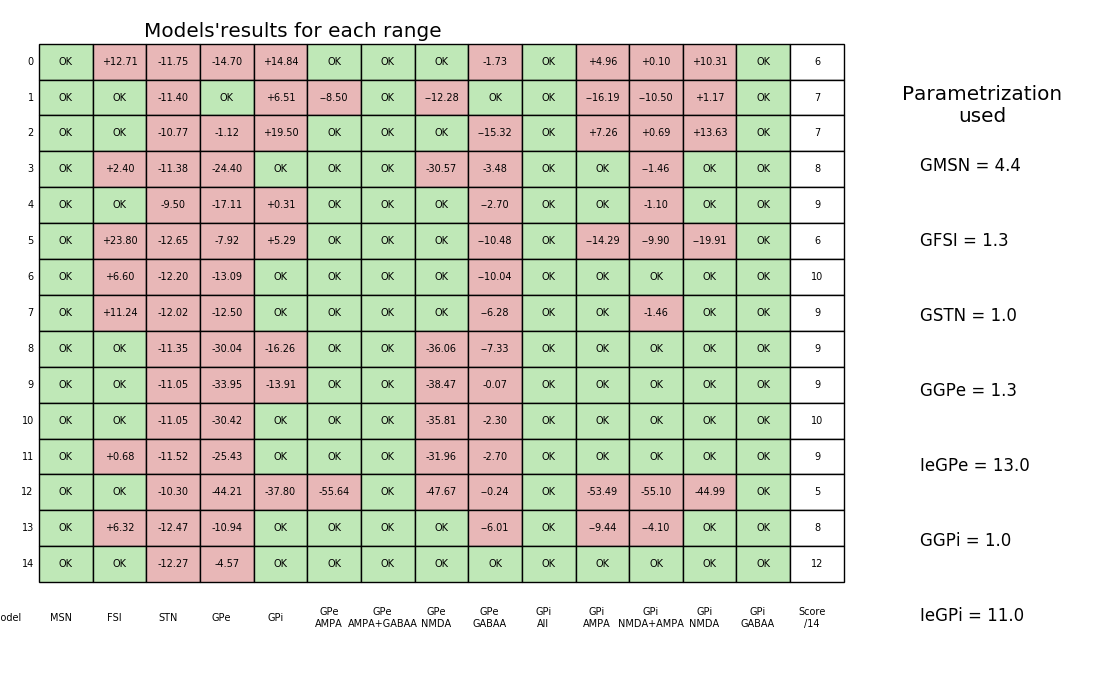 Models'results for each range
0 OK +12.71 -11.75 -14.70 +14.84 OK OK OK -1.73 OK +4.96 +0.10 +10.31 OK 6
1 OK OK -11.40 OK +6.51 --8.50 OK --12.28 OK OK --16.19 --10.50 +1.17 OK 7
2 OK OK -10.77 -1.12 +19.50 OK OK OK --15.32 OK +7.26 +0.69 +13.63 OK 7
3 OK +2.40 -11.38 -24.40 OK OK OK -30.57 -3.48 OK OK --1.46 OK OK 8
4 OK OK -9.50 -17.11 +0.31 OK OK OK --2.70 OK OK -1.10 OK OK 9
5 OK +23.80 -12.65 -7.92 +5.29 OK OK OK --10.48 OK --14.29 --9.90 --19.91 OK 6
6 OK +6.60 -12.20 -13.09 OK OK OK OK --10.04 OK OK OK OK OK 10
7 OK +11.24 -12.02 -12.50 OK OK OK OK --6.28 OK OK -1.46 OK OK 9
8 OK OK -11.35 -30.04 -16.26 OK OK -36.06 --7.33 OK OK OK OK OK 9
9 OK OK -11.05 -33.95 -13.91 OK OK -38.47 -0.07 OK OK OK OK OK 9
10 OK OK -11.05 -30.42 OK OK OK -35.81 -2.30 OK OK OK OK OK 10
11 OK +0.68 -11.52 -25.43 OK OK OK -31.96 -2.70 OK OK OK OK OK 9
12 OK OK -10.30 -44.21 -37.80 -55.64 OK -47.67 --0.24 OK -53.49 -55.10 -44.99 OK 5
13 OK +6.32 -12.47 -10.94 OK OK OK OK --6.01 OK --9.44 --4.10 OK OK 8
14 OK OK -12.27 -4.57 OK OK OK OK OK OK OK OK OK OK 12
odel MSN FSI STN GPe GPi GPe AMPA GPe AMPA+GABAA GPe NMDA GPe GABAA GPi All GPi AMPA GPi NMDA+AMPA GPi NMDA GPi GABAA Score /14
Parametrization
used
GMSN = 4.4
GFSI = 1.3
GSTN = 1.0
GGPe = 1.3
IeGPe = 13.0
GGPi = 1.0
IeGPi = 11.0